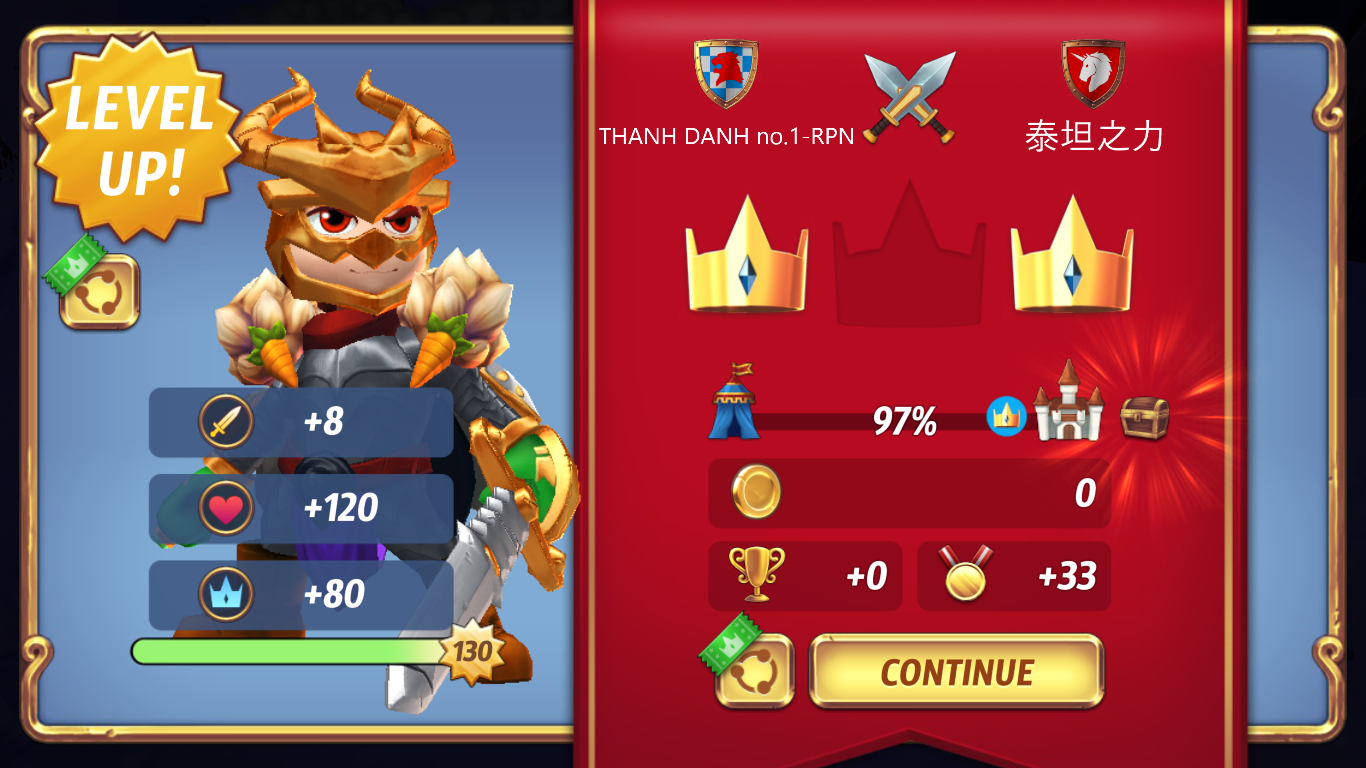 LEVEL
UP!
+8
+120
+80
130
THANH DANH no.1-RPN
泰坦之力
97%
0
+0
+33
CONTINUE